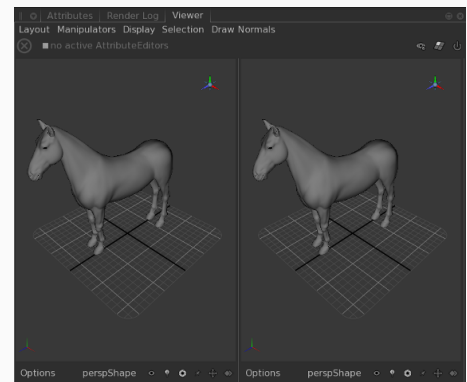 Attributes Render Log Viewer
Layout Manipulators Display Selection Draw Normals
no active AttributeEditors
Options perspShape Options perspShape